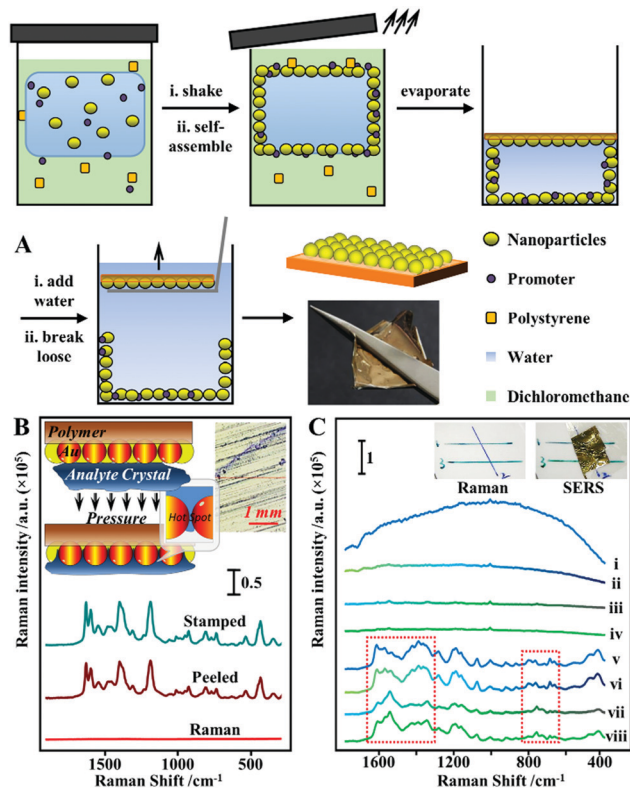 i. shake
ii. self-
assemble
evaporate
A
i. add
water
ii. break
loose
Nanoparticles
Promoter
Polystyrene
Water
Dichloromethane
B
Polymer
Au
Analyte Crystal
Pressure
Hot Spot
1 mm
0.5
Stamped
Peeled
Raman
Raman intensity /a.u. (×10⁵)
1500
1000
500
Raman Shift /cm⁻¹
C
1
Raman
SERS
i
ii
iii
iv
v
vi
vii
viii
Raman intensity /a.u. (×10⁵)
1600
1200
800
400
Raman Shift /cm⁻¹